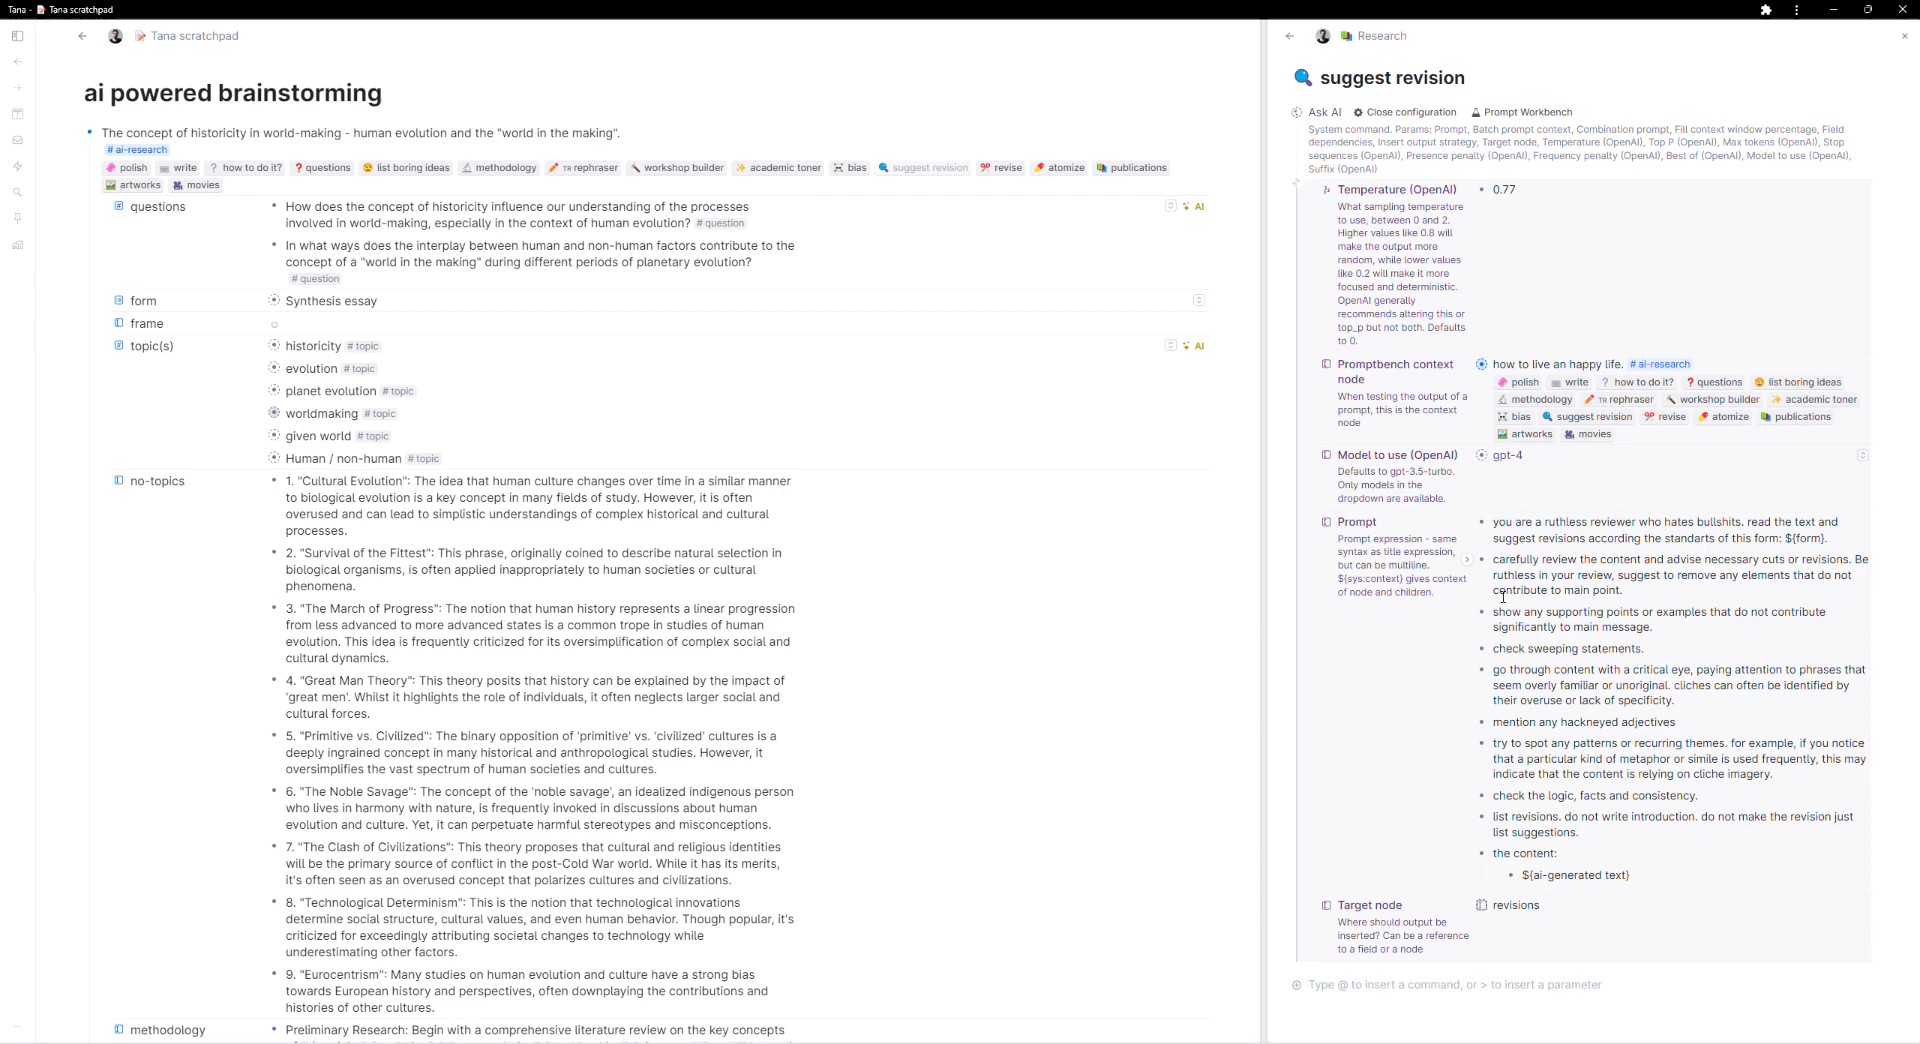 Tana - Tana scratchpad
Tana scratchpad
ai powered brainstorming
The concept of historicity in world-making - human evolution and the "world in the making".
# ai-research
polish write ? how to do it? ? questions list boring ideas methodology TR rephraser workshop builder academic toner bias suggest revision revise atomize publications
artworks movies
questions
How does the concept of historicity influence our understanding of the processes
involved in world-making, especially in the context of human evolution? # question
AI
In what ways does the interplay between human and non-human factors contribute to the
concept of a "world in the making" during different periods of planetary evolution?
# question
form Synthesis essay
frame
topic(s) historicity # topic AI
evolution # topic
planet evolution # topic
worldmaking # topic
given world # topic
Human / non-human # topic
no-topics
1. "Cultural Evolution": The idea that human culture changes over time in a similar manner
to biological evolution is a key concept in many fields of study. However, it is often
overused and can lead to simplistic understandings of complex historical and cultural
processes.
2. "Survival of the Fittest": This phrase, originally coined to describe natural selection in
biological organisms, is often applied inappropriately to human societies or cultural
phenomena.
3. "The March of Progress": The notion that human history represents a linear progression
from less advanced to more advanced states is a common trope in studies of human
evolution. This idea is frequently criticized for its oversimplification of complex social and
cultural dynamics.
4. "Great Man Theory": This theory posits that history can be explained by the impact of
'great men'. Whilst it highlights the role of individuals, it often neglects larger social and
cultural forces.
5. "Primitive vs. Civilized": The binary opposition of 'primitive' vs. 'civilized' cultures is a
deeply ingrained concept in many historical and anthropological studies. However, it
oversimplifies the vast spectrum of human societies and cultures.
6. "The Noble Savage": The concept of the 'noble savage', an idealized indigenous person
who lives in harmony with nature, is frequently invoked in discussions about human
evolution and culture. Yet, it can perpetuate harmful stereotypes and misconceptions.
7. "The Clash of Civilizations": This theory proposes that cultural and religious identities
will be the primary source of conflict in the post-Cold War world. While it has its merits,
it's often seen as an overused concept that polarizes cultures and civilizations.
8. "Technological Determinism": This is the notion that technological innovations
determine social structure, cultural values, and even human behavior. Though popular, it's
criticized for exceedingly attributing societal changes to technology while
underestimating other factors.
9. "Eurocentrism": Many studies on human evolution and culture have a strong bias
towards European history and perspectives, often downplaying the contributions and
histories of other cultures.
methodology Preliminary Research: Begin with a comprehensive literature review on the key concepts
Research
suggest revision
Ask AI Close configuration Prompt Workbench
System command. Params: Prompt, Batch prompt context, Combination prompt, Fill context window percentage, Field
dependencies, Insert output strategy, Target node, Temperature (OpenAI), Top P (OpenAI), Max tokens (OpenAI), Stop
sequences (OpenAI), Presence penalty (OpenAI), Frequency penalty (OpenAI), Best of (OpenAI), Model to use (OpenAI),
Suffix (OpenAI)
Temperature (OpenAI) 0.77
What sampling temperature
to use, between 0 and 2.
Higher values like 0.8 will
make the output more
random, while lower values
like 0.2 will make it more
focused and deterministic.
OpenAI generally
recommends altering this or
top_p but not both. Defaults
to 0.
Promptbench context
node
When testing the output of a
prompt, this is the context
node
how to live an happy life. # ai-research
polish write ? how to do it? ? questions list boring ideas
methodology TR rephraser workshop builder academic toner
bias suggest revision revise atomize publications
artworks movies
Model to use (OpenAI) gpt-4
Defaults to gpt-3.5-turbo.
Only models in the
dropdown are available.
Prompt
Prompt expression - same
syntax as title expression,
but can be multiline.
${sys:context} gives context
of node and children.
you are a ruthless reviewer who hates bullshits. read the text and
suggest revisions according the standarts of this form: ${form}.
carefully review the content and advise necessary cuts or revisions. Be
ruthless in your review, suggest to remove any elements that do not
contribute to main point.
show any supporting points or examples that do not contribute
significantly to main message.
check sweeping statements.
go through content with a critical eye, paying attention to phrases that
seem overly familiar or unoriginal. cliches can often be identified by
their overuse or lack of specificity.
mention any hackneyed adjectives
try to spot any patterns or recurring themes. for example, if you notice
that a particular kind of metaphor or simile is used frequently, this may
indicate that the content is relying on cliche imagery.
check the logic, facts and consistency.
list revisions. do not write introduction. do not make the revision just
list suggestions.
the content:
${ai-generated text}
Target node revisions
Where should output be
inserted? Can be a reference
to a field or a node
Type @ to insert a command, or > to insert a parameter